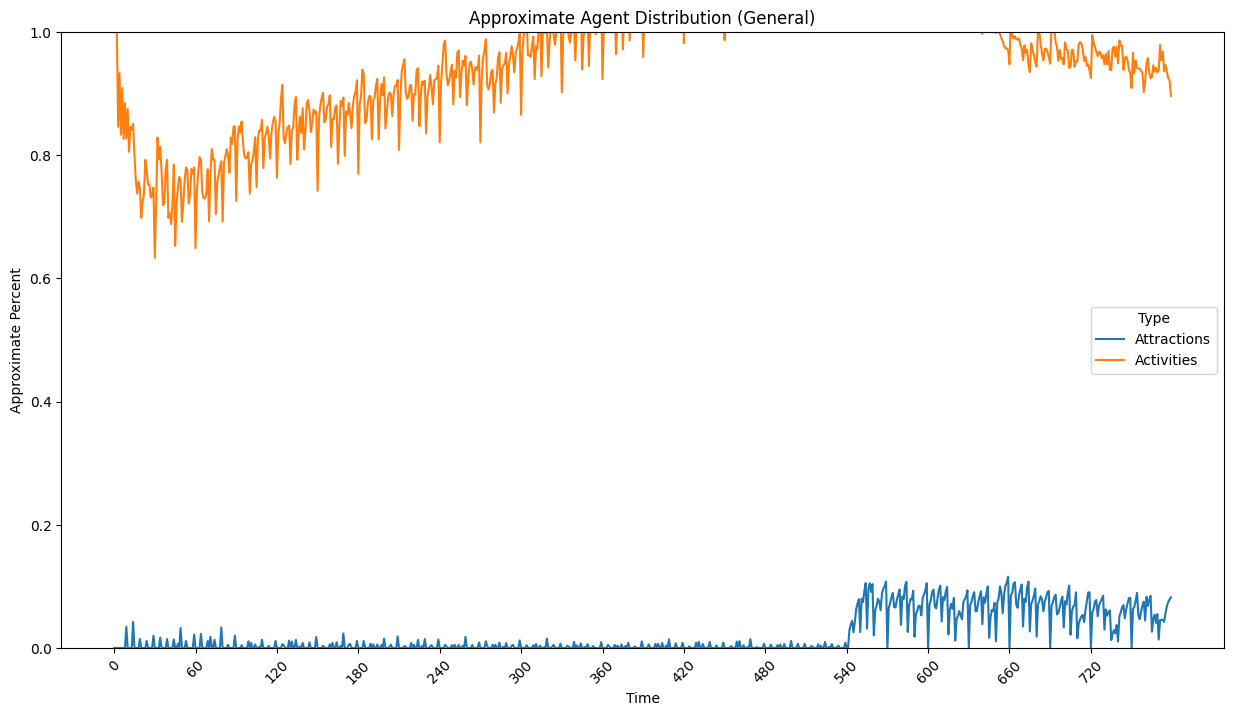 Approximate Agent Distribution (General)
Approximate Percent
1.0
0.8
0.6
0.4
0.2
0.0
Type
Attractions
Activities
0 60 120 180 240 300 360 420 480 540 600 660 720
Time